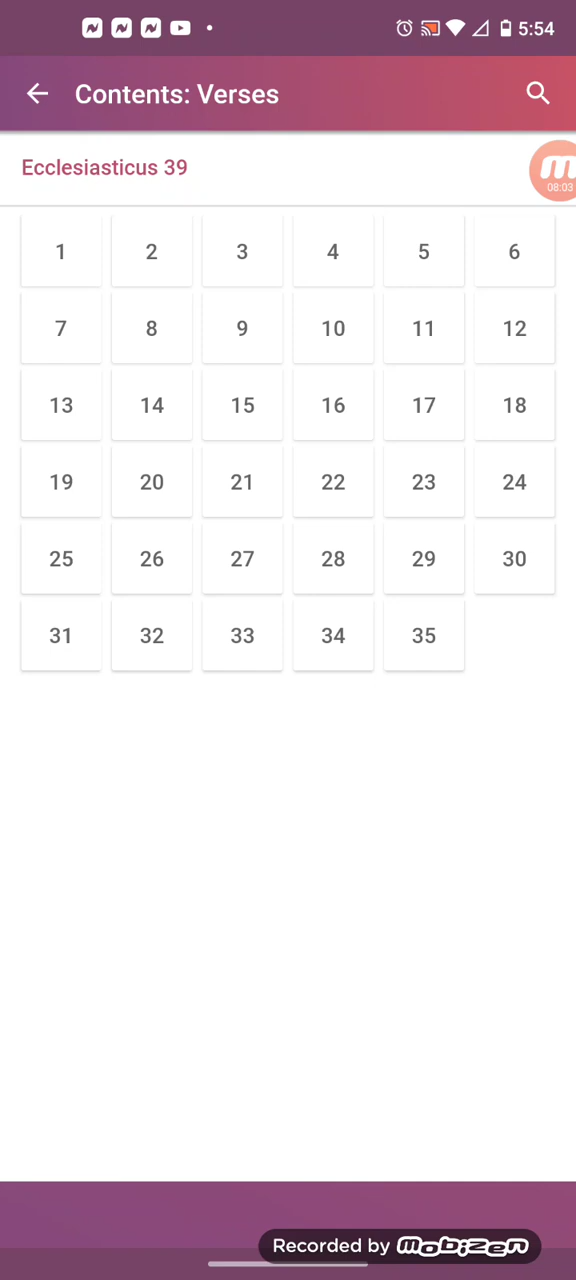 5:54
Contents: Verses
Ecclesiasticus 39
08:03
1 2 3 4 5 6
7 8 9 10 11 12
13 14 15 16 17 18
19 20 21 22 23 24
25 26 27 28 29 30
31 32 33 34 35
Recorded by mobizen